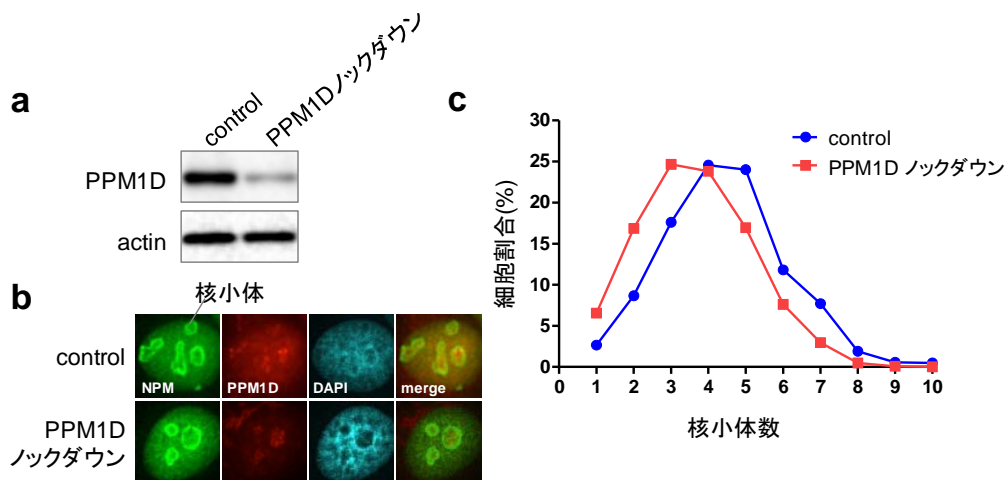 a
control
PPM1Dノックダウン
PPM1D
actin
b
核小体
control
NPM
PPM1D
DAPI
merge
PPM1D
ノックダウン
c
control
PPM1D ノックダウン
細胞割合(%)
30
25
20
15
10
5
0
0 1 2 3 4 5 6 7 8 9 10
核小体数